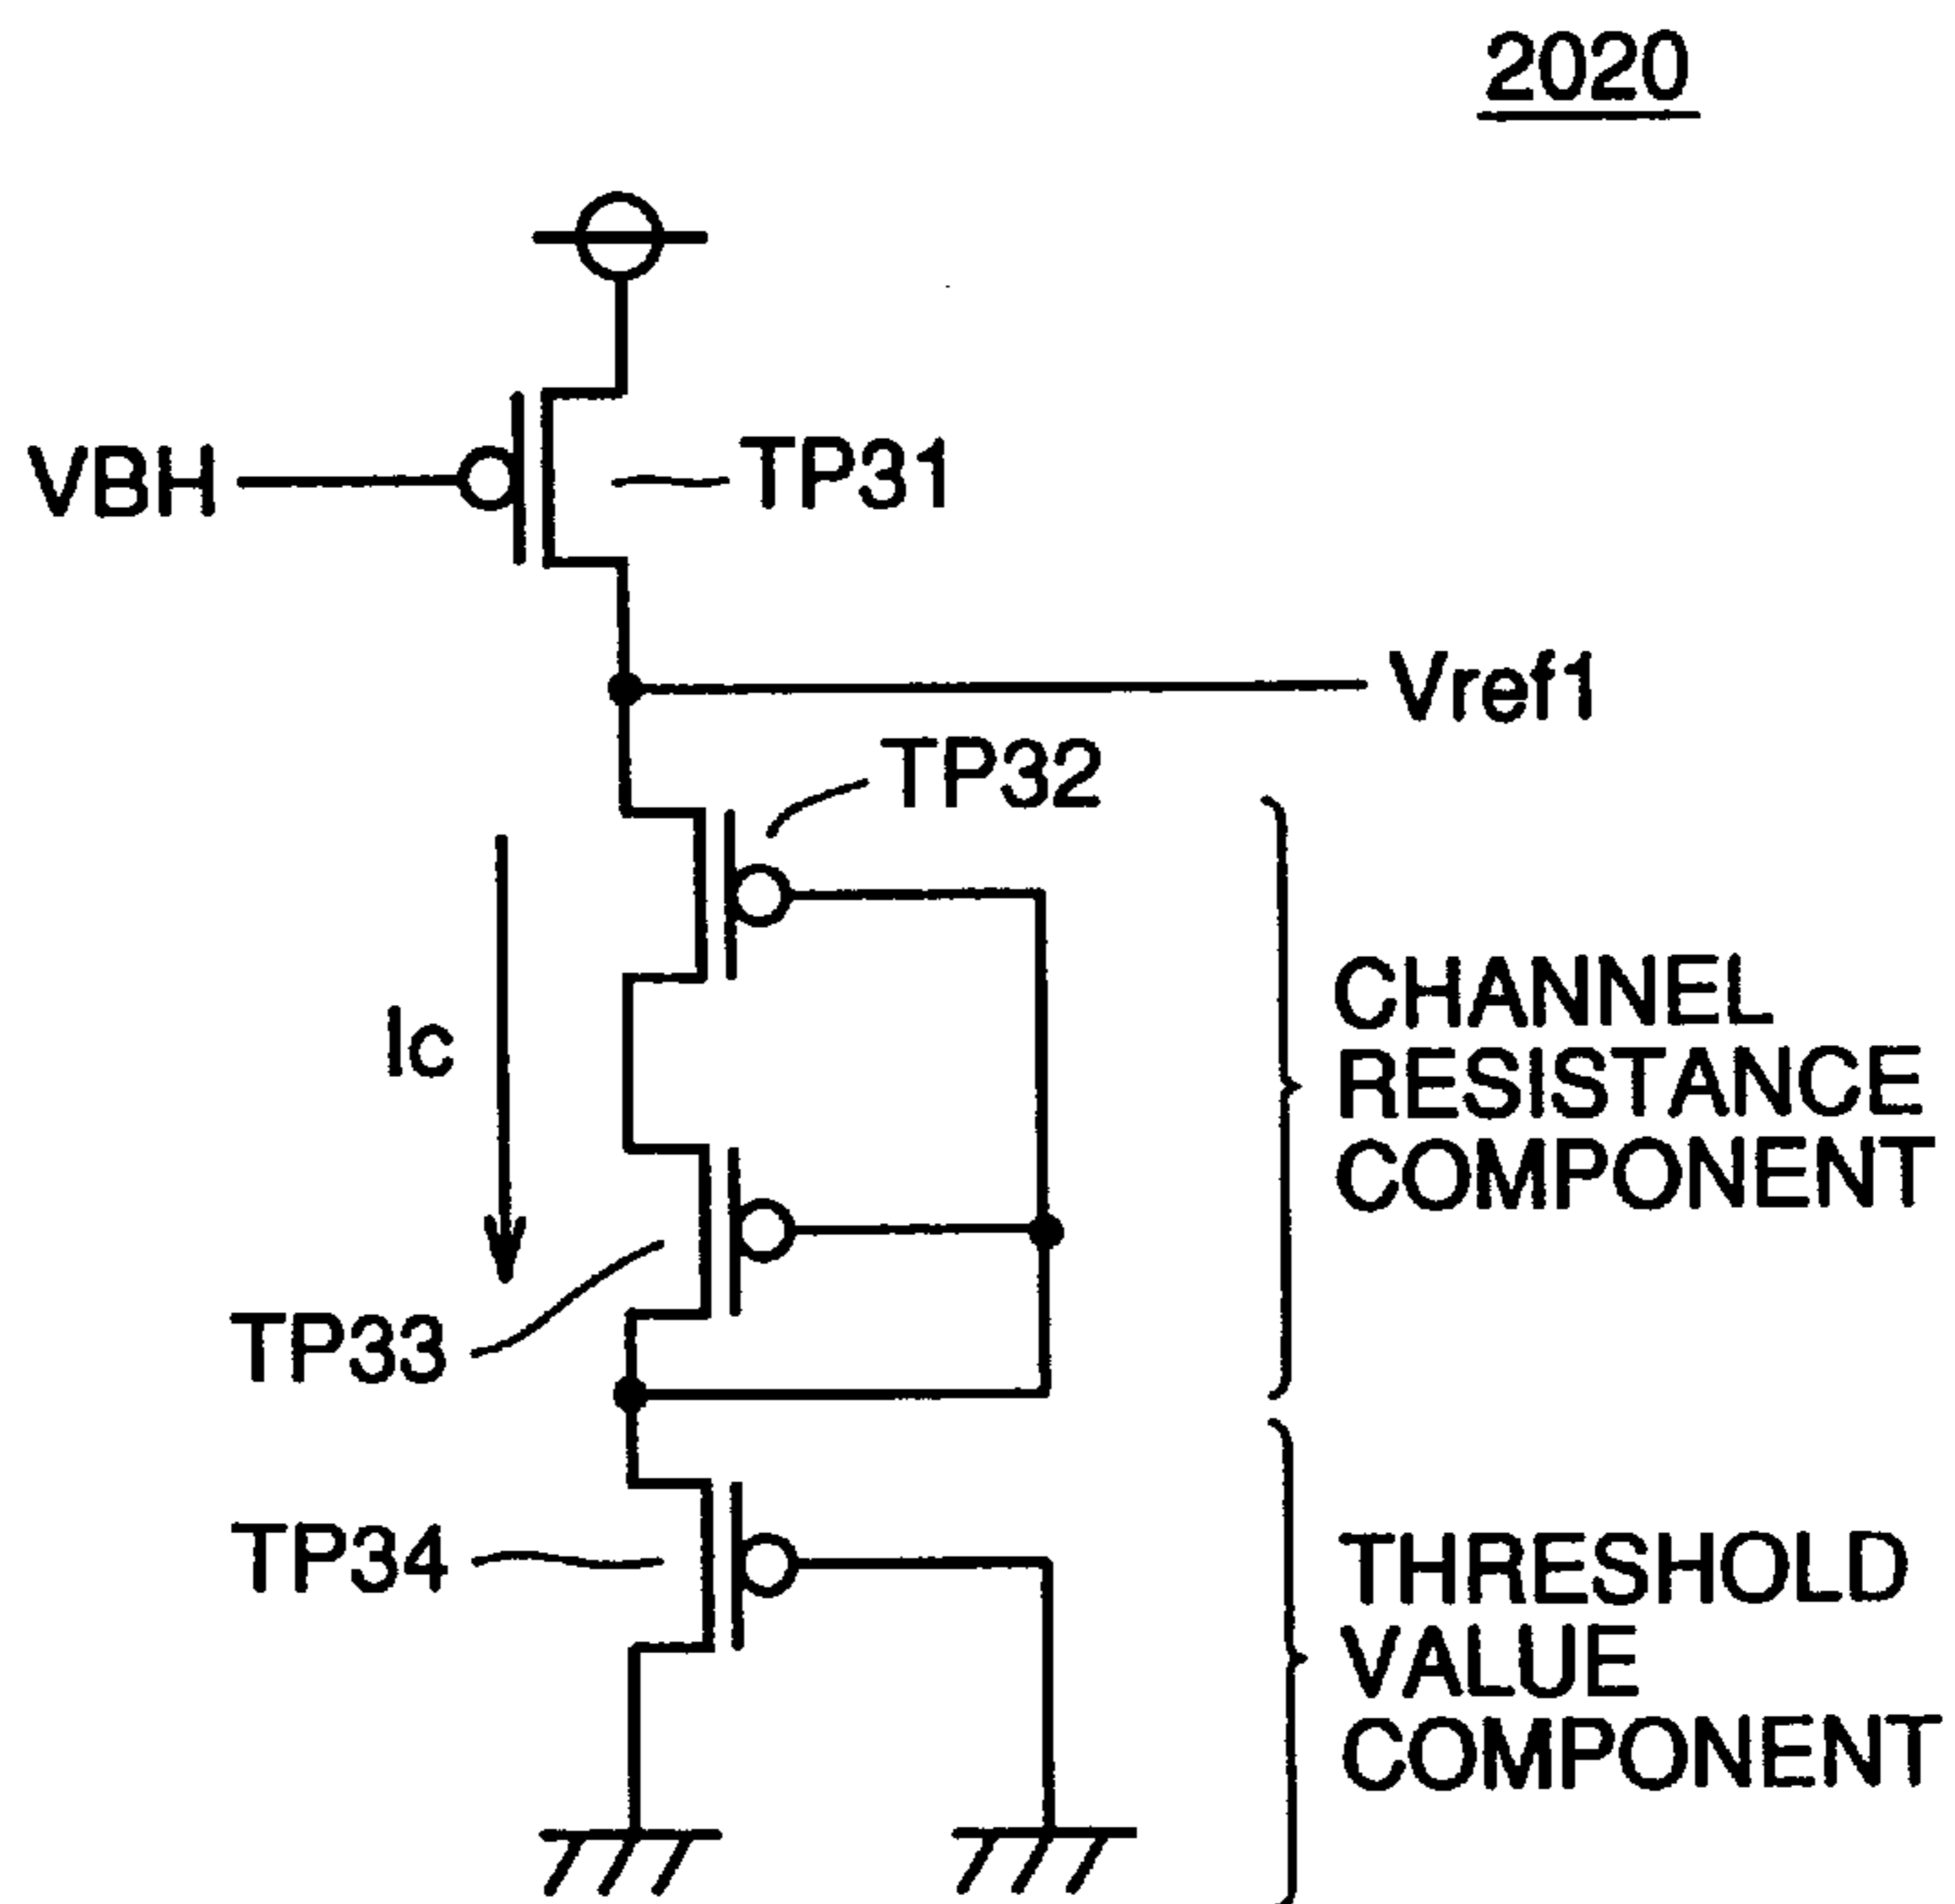 2020
VBH
TP31
Vref1
TP32
Ic
CHANNEL
RESISTANCE
COMPONENT
TP33
TP34
THRESHOLD
VALUE
COMPONENT